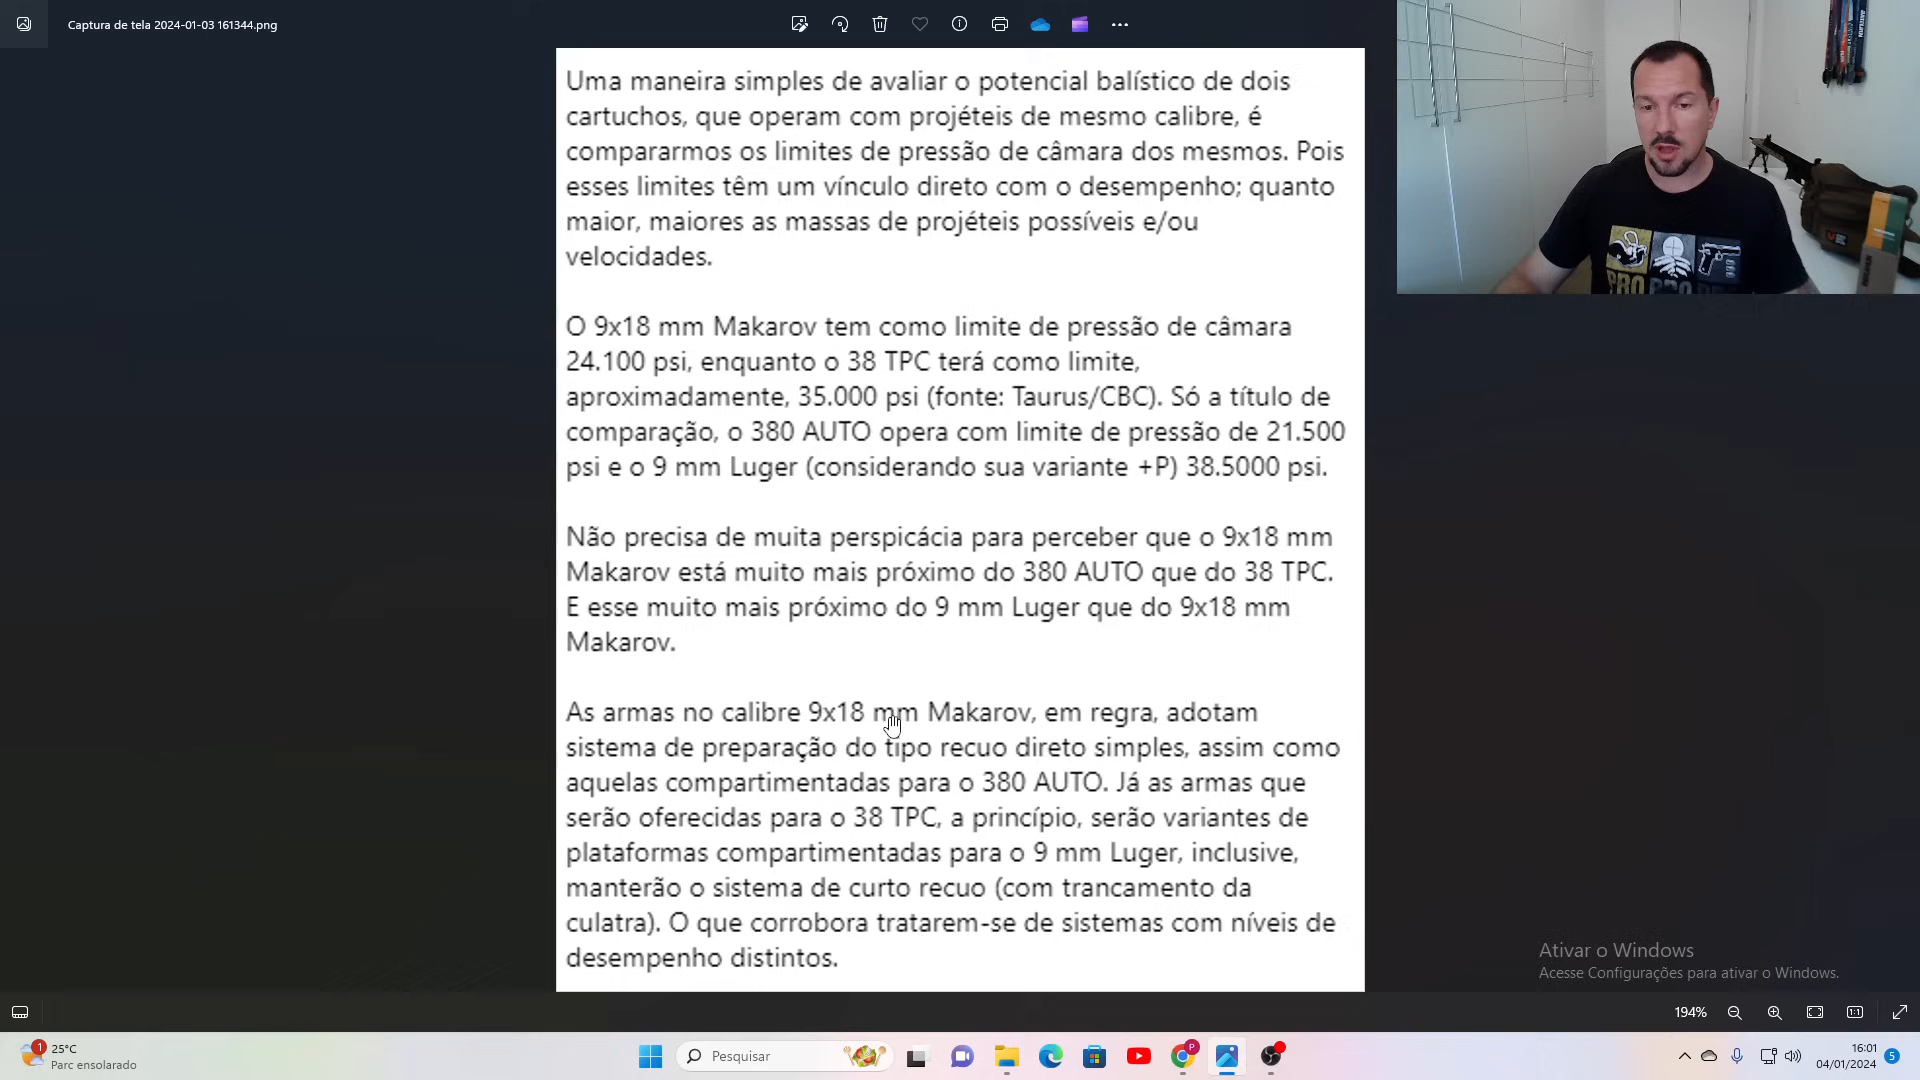 Captura de tela 2024-01-03 161344.png
Uma maneira simples de avaliar o potencial balístico de dois
cartuchos, que operam com projéteis de mesmo calibre, é
compararmos os limites de pressão de câmara dos mesmos. Pois
esses limites têm um vínculo direto com o desempenho; quanto
maior, maiores as massas de projéteis possíveis e/ou
velocidades.
O 9x18 mm Makarov tem como limite de pressão de câmara
24.100 psi, enquanto o 38 TPC terá como limite,
aproximadamente, 35.000 psi (fonte: Taurus/CBC). Só a título de
comparação, o 380 AUTO opera com limite de pressão de 21.500
psi e o 9 mm Luger (considerando sua variante +P) 38.5000 psi.
Não precisa de muita perspicácia para perceber que o 9x18 mm
Makarov está muito mais próximo do 380 AUTO que do 38 TPC.
E esse muito mais próximo do 9 mm Luger que do 9x18 mm
Makarov.
As armas no calibre 9x18 mm Makarov, em regra, adotam
sistema de preparação do tipo recuo direto simples, assim como
aquelas compartimentadas para o 380 AUTO. Já as armas que
serão oferecidas para o 38 TPC, a princípio, serão variantes de
plataformas compartimentadas para o 9 mm Luger, inclusive,
manterão o sistema de curto recuo (com trancamento da
culatra). O que corrobora tratarem-se de sistemas com níveis de
desempenho distintos.
Ativar o Windows
Acesse Configurações para ativar o Windows.
194%
1:1
1
25°C
Parc ensolarado
Pesquisar
P
16:01
04/01/2024
5